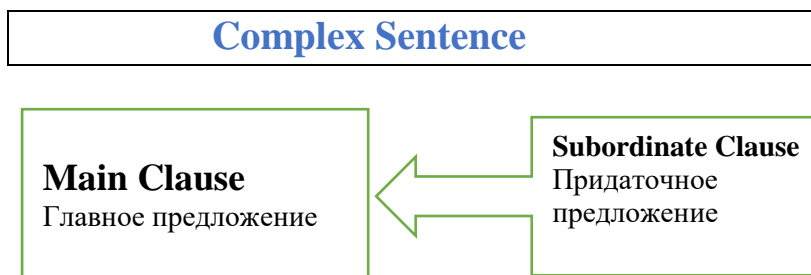 Complex Sentence
Main Clause
Главное предложение
Subordinate Clause
Придаточное
предложение